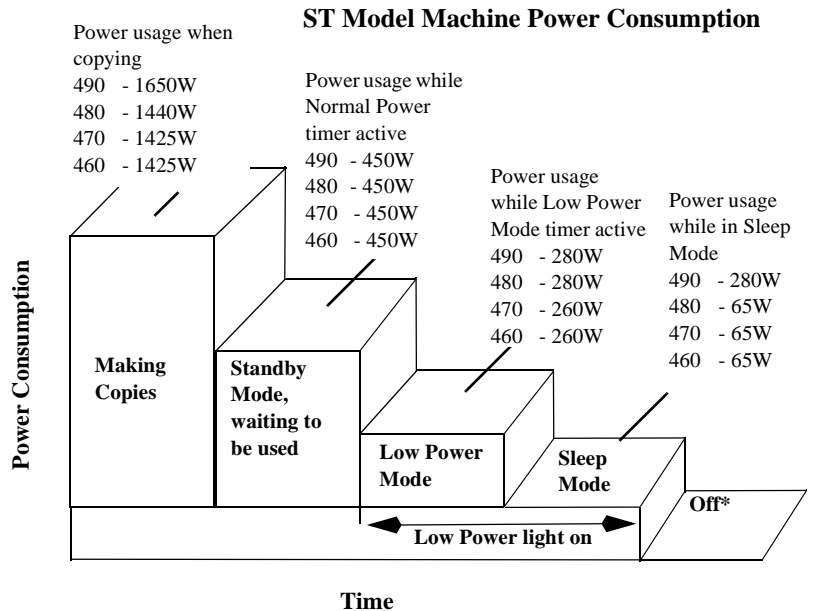 ST Model Machine Power Consumption
Power usage when
copying
490 - 1650W
480 - 1440W
470 - 1425W
460 - 1425W
Power usage while
Normal Power
timer active
490 - 450W
480 - 450W
470 - 450W
460 - 450W
Power usage
while Low Power
Mode timer active
490 - 280W
480 - 280W
470 - 260W
460 - 260W
Power usage
while in Sleep
Mode
490 - 280W
480 - 65W
470 - 65W
460 - 65W
Power Consumption
Making
Copies
Standby
Mode,
waiting to
be used
Low Power
Mode
Sleep
Mode
Off*
Low Power light on
Time